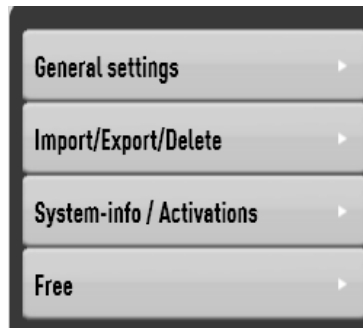 General settings
Import/Export/Delete
System-info / Activations
Free